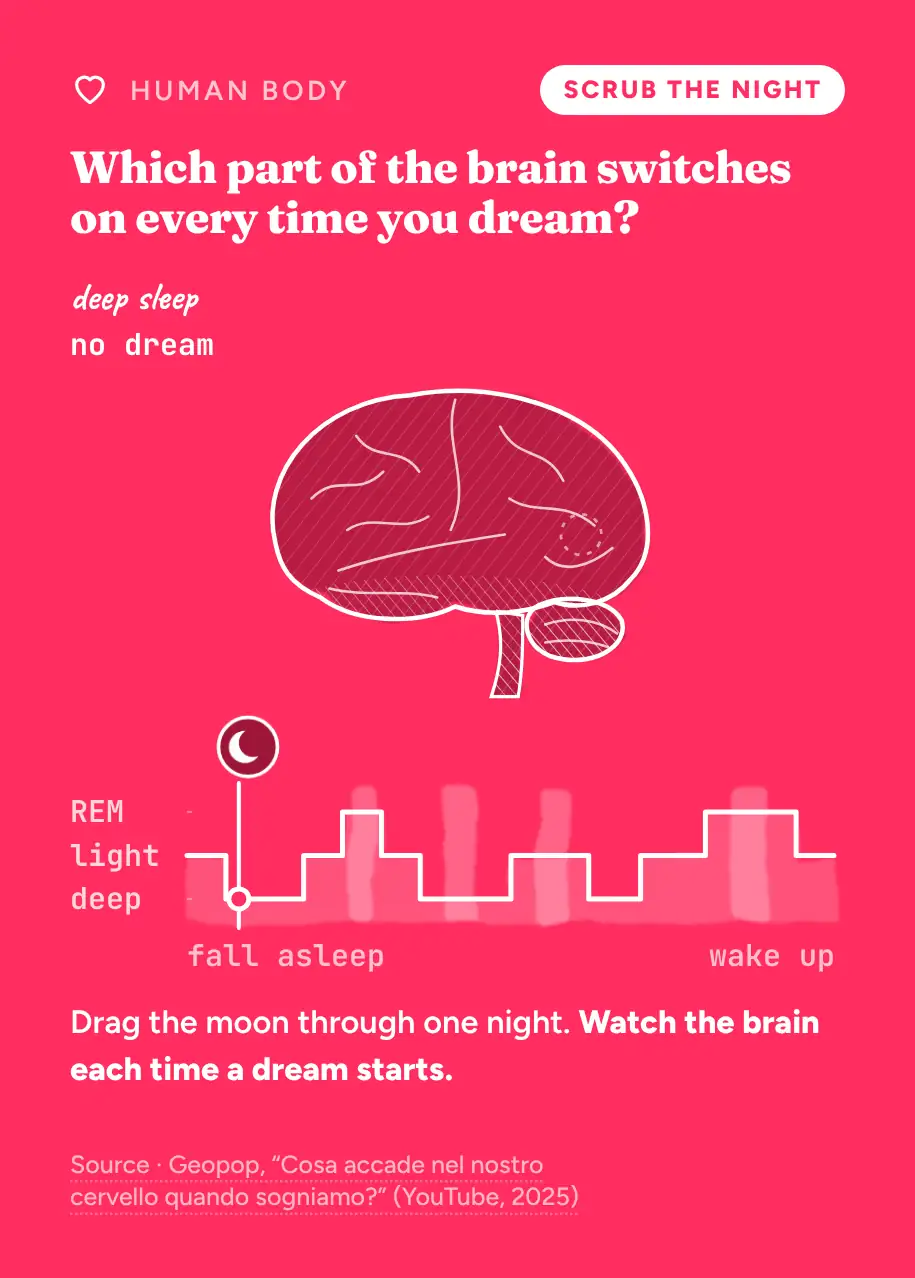 HUMAN BODY
SCRUB THE NIGHT
Which part of the brain switches
on every time you dream?
deep sleep
no dream
REM
light
deep
fall asleep
wake up
Drag the moon through one night. Watch the brain
each time a dream starts.
Source · Geopop, “Cosa accade nel nostro
cervello quando sogniamo?” (YouTube, 2025)